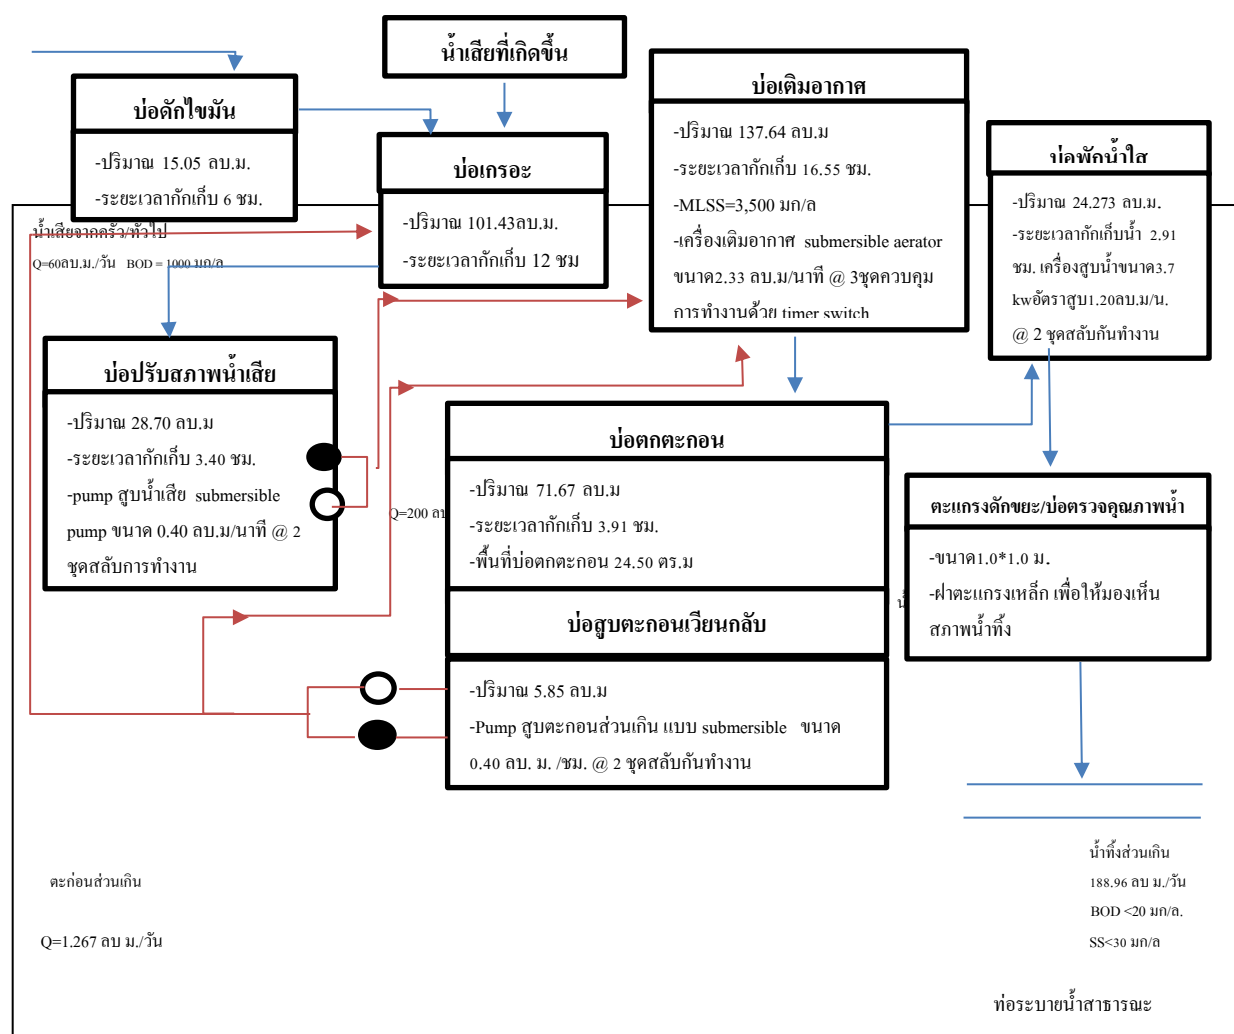 น้ำเสียที่เกิดขึ้น
บ่อดักไขมัน
-ปริมาณ 15.05 ลบ.ม.
-ระยะเวลากักเก็บ 6 ชม.
น้ำเสียจากครัว/ทั่วไป
Q=60ลบ.ม./วัน BOD = 1000 มก/ล
บ่อเกรอะ
-ปริมาณ 101.43ลบ.ม.
-ระยะเวลากักเก็บ 12 ชม
บ่อเติมอากาศ
-ปริมาณ 137.64 ลบ.ม
-ระยะเวลากักเก็บ 16.55 ชม.
-MLSS=3,500 มก/ล
-เครื่องเติมอากาศ submersible aerator
ขนาด2.33 ลบ.ม/นาที @ 3ชุดควบคุม
การทำงานด้วย timer switch
บ่อพักน้ำใส
-ปริมาณ 24.273 ลบ.ม.
-ระยะเวลากักเก็บน้ำ 2.91
ชม. เครื่องสูบน้ำขนาด3.7
kwอัตราสูบ1.20ลบ.ม/น.
@ 2 ชุดสลับกันทำงาน
บ่อปรับสภาพน้ำเสีย
-ปริมาณ 28.70 ลบ.ม
-ระยะเวลากักเก็บ 3.40 ชม.
-pump สูบน้ำเสีย submersible
pump ขนาด 0.40 ลบ.ม/นาที @ 2
ชุดสลับการทำงาน
Q=200 ลบ
บ่อตกตะกอน
-ปริมาณ 71.67 ลบ.ม
-ระยะเวลากักเก็บ 3.91 ชม.
-พื้นที่บ่อตกตะกอน 24.50 ตร.ม
บ่อสูบตะกอนเวียนกลับ
-ปริมาณ 5.85 ลบ.ม
-Pump สูบตะกอนส่วนเกิน แบบ submersible ขนาด
0.40 ลบ. ม. /ชม. @ 2 ชุดสลับกันทำงาน
ตะแกรงดักขยะ/บ่อตรวจคุณภาพน้ำ
-ขนาด1.0*1.0 ม.
-ฝาตะแกรงเหล็ก เพื่อให้มองเห็น
สภาพน้ำทิ้ง
ตะก่อนส่วนเกิน
Q=1.267 ลบ ม./วัน
น้ำทิ้งส่วนเกิน
188.96 ลบ ม./วัน
BOD <20 มก/ล.
SS<30 มก/ล
ท่อระบายน้ำสาธารณะ